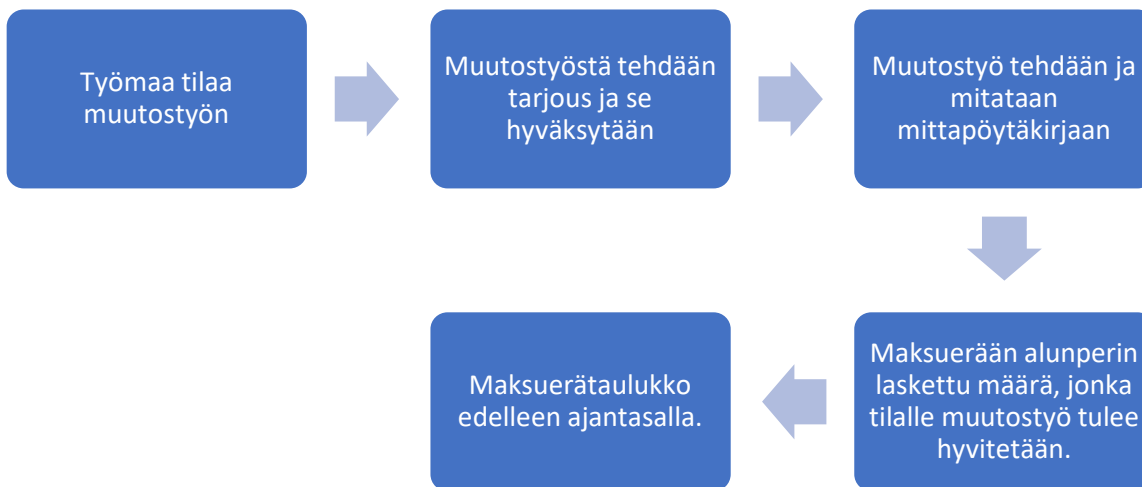 Työmaa tilaa
muutostyön
Muutostyöstä tehdään
tarjous ja se
hyväksytään
Muutostyö tehdään ja
mitataan
mittapöytäkirjaan
Maksuerään alunperin
laskettu määrä, jonka
tilalle muutostyö tulee
hyvitetään.
Maksuerätaulukko
edelleen ajantasalla.